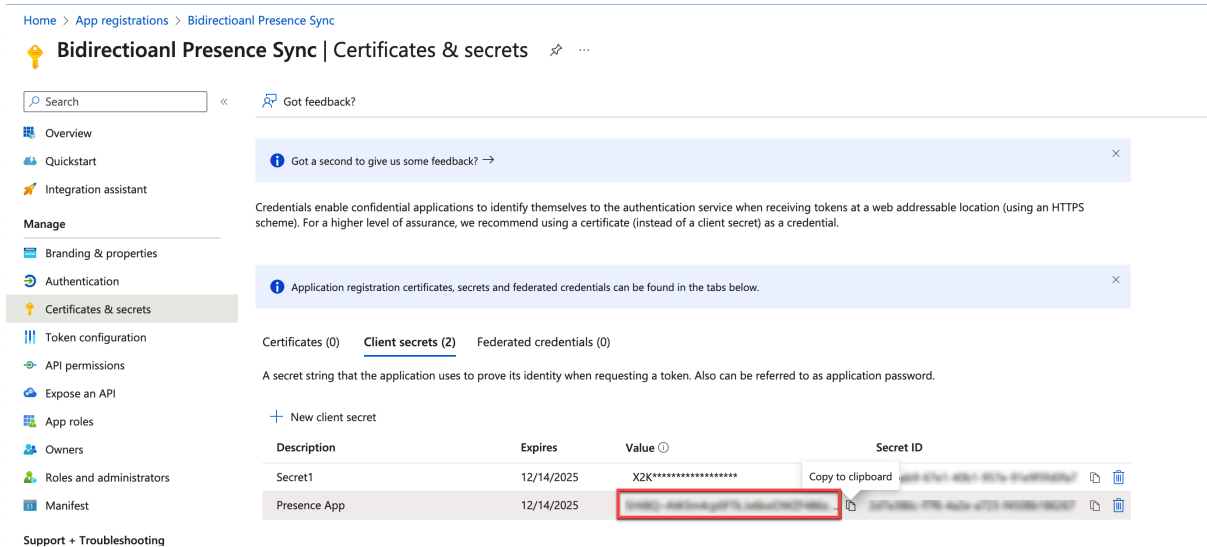 Home > App registrations > Bidirectioanl Presence Sync
Bidirectioanl Presence Sync | Certificates & secrets
Search
Got feedback?
Overview
Quickstart
Integration assistant
Manage
Branding & properties
Authentication
Certificates & secrets
Token configuration
API permissions
Expose an API
App roles
Owners
Roles and administrators
Manifest
Support + Troubleshooting
Got a second to give us some feedback? →
Credentials enable confidential applications to identify themselves to the authentication service when receiving tokens at a web addressable location (using an HTTPS
scheme). For a higher level of assurance, we recommend using a certificate (instead of a client secret) as a credential.
Application registration certificates, secrets and federated credentials can be found in the tabs below.
Certificates (0) Client secrets (2) Federated credentials (0)
A secret string that the application uses to prove its identity when requesting a token. Also can be referred to as application password.
New client secret
Description Expires Value Secret ID
Secret1 12/14/2025 X2K****************** Copy to clipboard
Presence App 12/14/2025